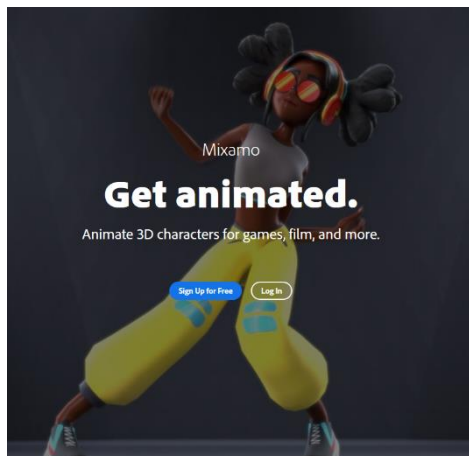 Mixamo
Get animated.
Animate 3D characters for games, film, and more.
Sign Up for Free
Log In